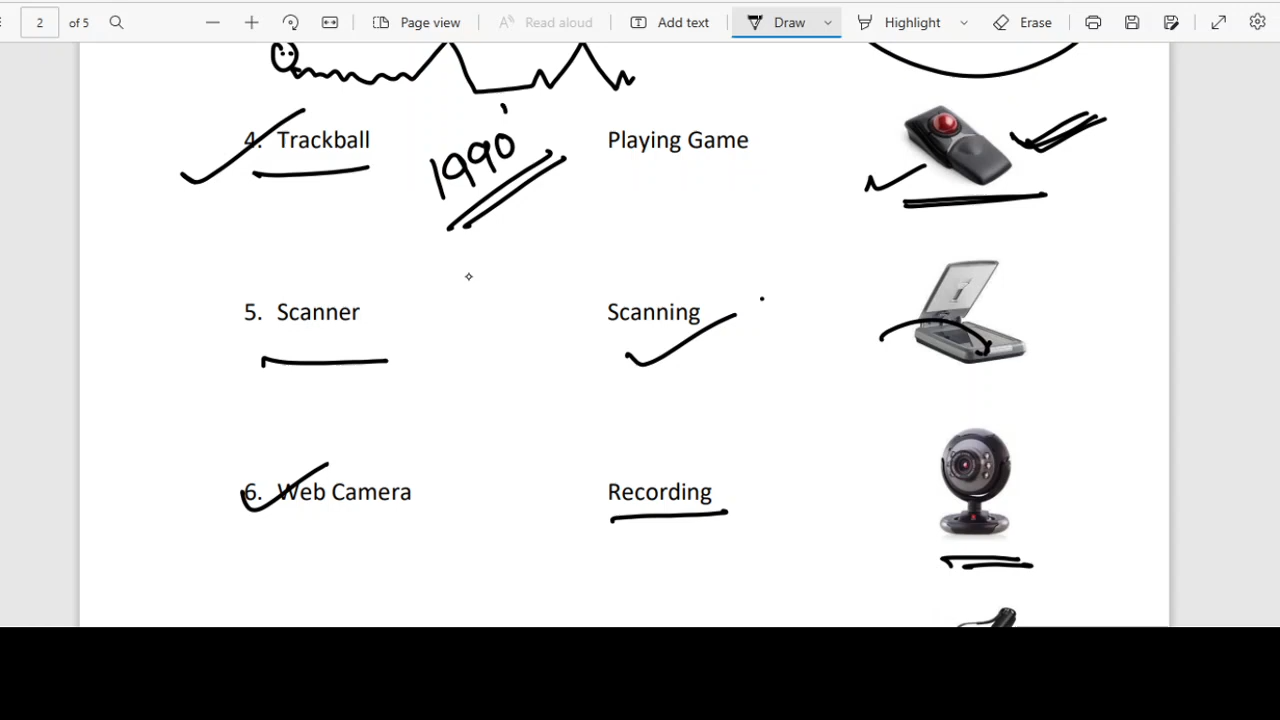 2 of 5 Page view Read aloud Add text Draw Highlight Erase
4. Trackball 1990 Playing Game
5. Scanner Scanning
6. Web Camera Recording